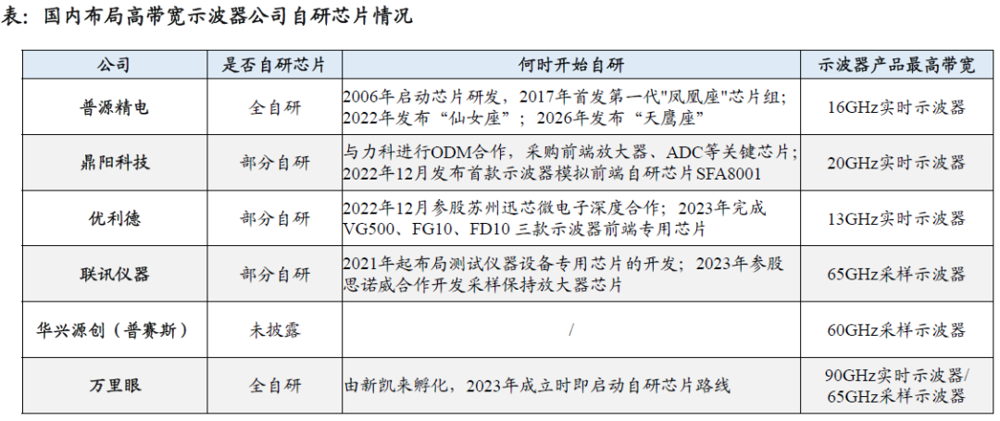 表：国内布局高带宽示波器公司自研芯片情况
公司 是否自研芯片 何时开始自研 示波器产品最高带宽
普源精电 全自研 2006年启动芯片研发，2017年首发第一代"凤凰座"芯片组；
2022年发布“仙女座”；2026年发布“天鹰座” 16GHz实时示波器
鼎阳科技 部分自研 与力科进行ODM合作，采购前端放大器、ADC等关键芯片；
2022年12月发布首款示波器模拟前端自研芯片SFA8001 20GHz实时示波器
优利德 部分自研 2022年12月参股苏州迅芯微电子深度合作；2023年完成
VG500、FG10、FD10 三款示波器前端专用芯片 13GHz实时示波器
联讯仪器 部分自研 2021年起布局测试仪器设备专用芯片的开发；2023年参股
思诺威合作开发采样保持放大器芯片 65GHz采样示波器
华兴源创（普赛斯） 未披露 / 60GHz采样示波器
万里眼 全自研 由新凯来孵化，2023年成立时即启动自研芯片路线 90GHz实时示波器/
65GHz采样示波器